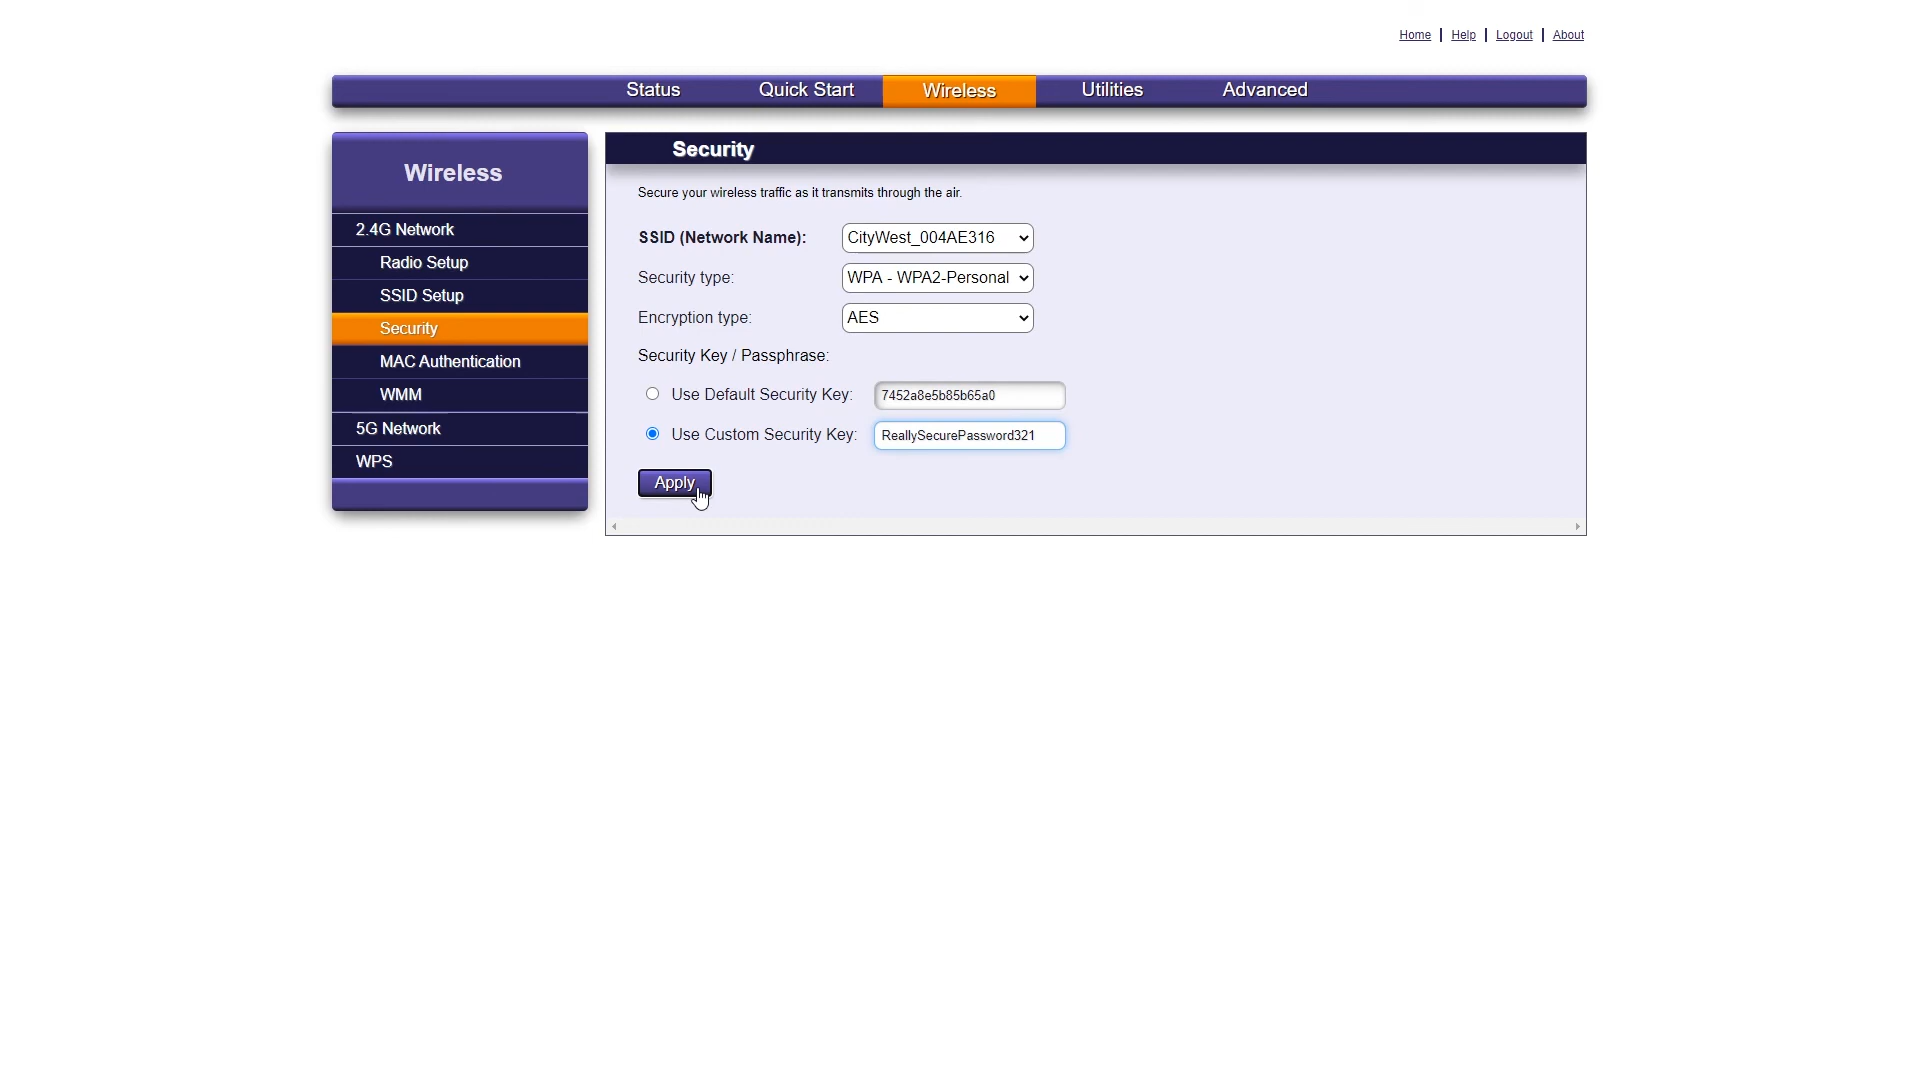 Home | Help | Logout | About
Status Quick Start Wireless Utilities Advanced
Wireless
2.4G Network
Radio Setup
SSID Setup
Security
MAC Authentication
WMM
5G Network
WPS
Security
Secure your wireless traffic as it transmits through the air.
SSID (Network Name): CityWest_004AE316
Security type: WPA - WPA2-Personal
Encryption type: AES
Security Key / Passphrase:
Use Default Security Key: 7452a8e5b85b65a0
Use Custom Security Key: ReallySecurePassword321
Apply